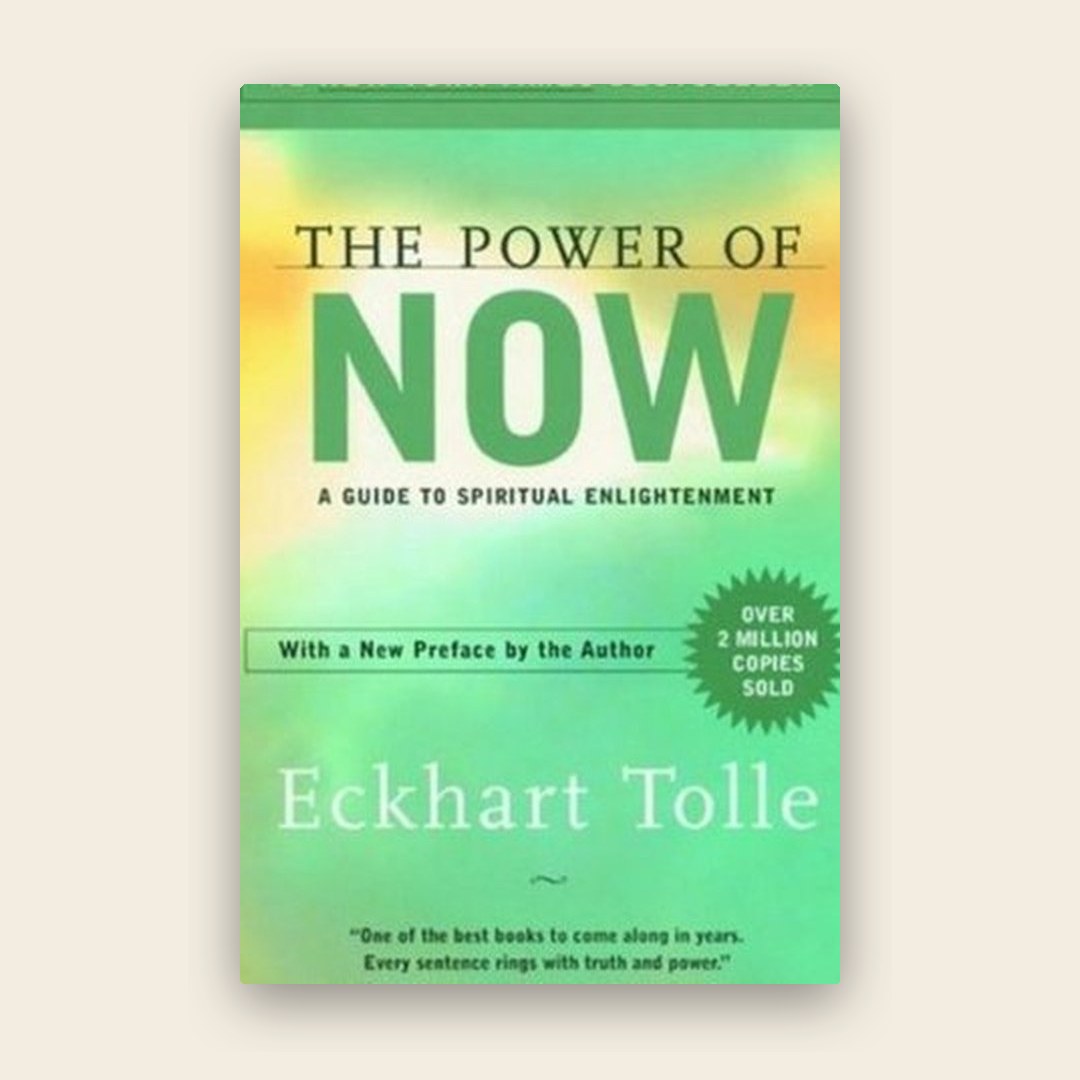 THE POWER OF
NOW
A GUIDE TO SPIRITUAL ENLIGHTENMENT
With a New Preface by the Author
OVER
2 MILLION
COPIES
SOLD
Eckhart Tolle
"One of the best books to come along in years.
Every sentence rings with truth and power."